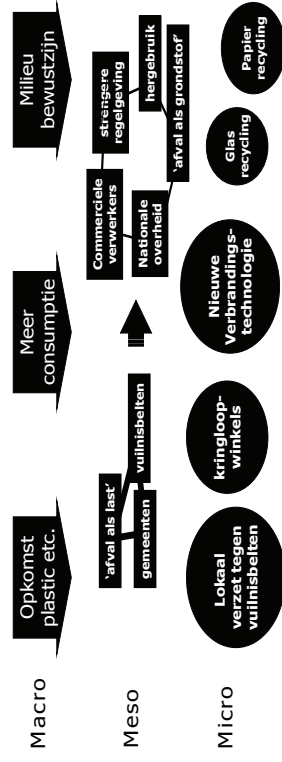 Macro
Opkomst
plastic etc.
Meer
consumptie
Milieu
bewustzijn
Meso
‘afval als last’
gemeenten
vuilnisbelten
Commerciele
verwerkers
Nationale
overheid
strengere
regelgeving
hergebruik
‘afval als grondstof’
Micro
Lokaal
verzet tegen
vuilnisbelten
kringloop-
winkels
Nieuwe
Verbrandings-
technologie
Glas
recycling
Papier
recycling